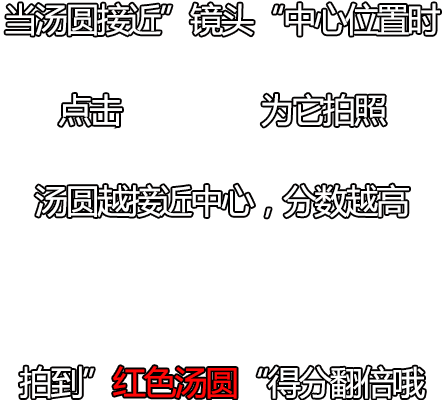 当汤圆接近”镜头“中心位置时
点击 为它拍照
汤圆越接近中心，分数越高
拍到”红色汤圆“得分翻倍哦